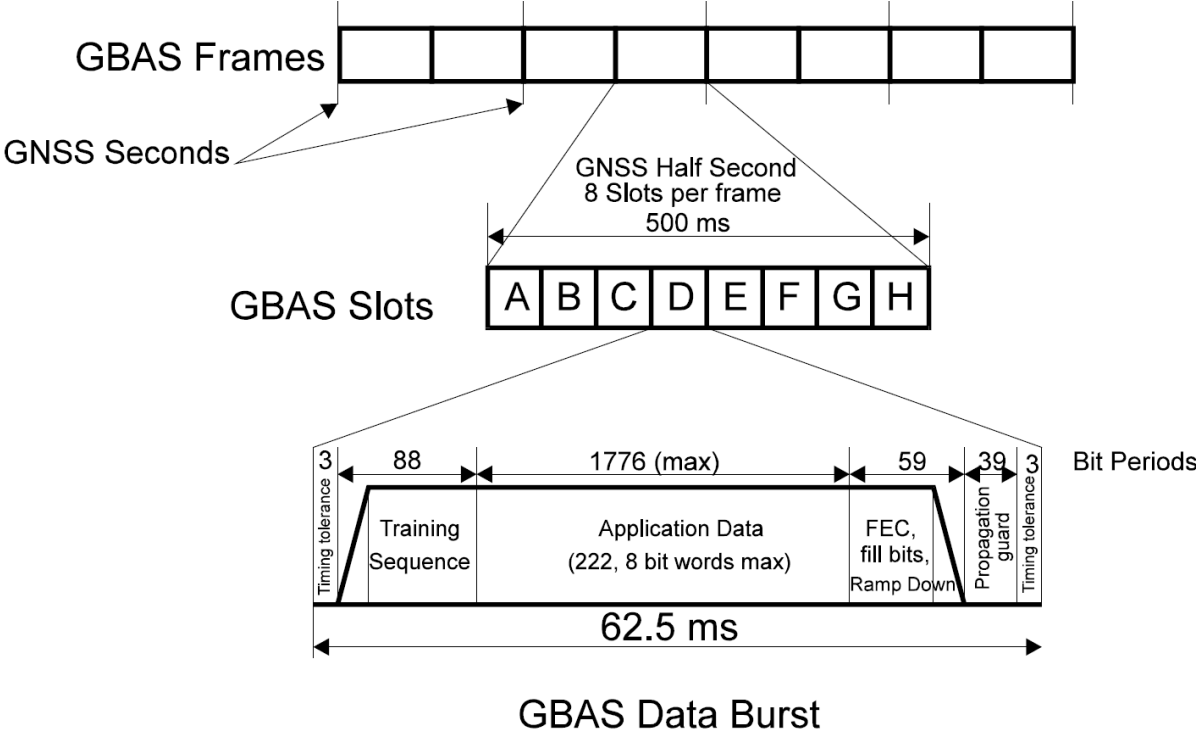 GBAS Frames
GNSS Seconds
GNSS Half Second
8 Slots per frame
500 ms
GBAS Slots
A B C D E F G H
3 88 1776 (max) 59 39 3 Bit Periods
Timing tolerance
Training
Sequence
Application Data
(222, 8 bit words max)
FEC,
fill bits,
Ramp Down
Propagation
guard
Timing tolerance
62.5 ms
GBAS Data Burst